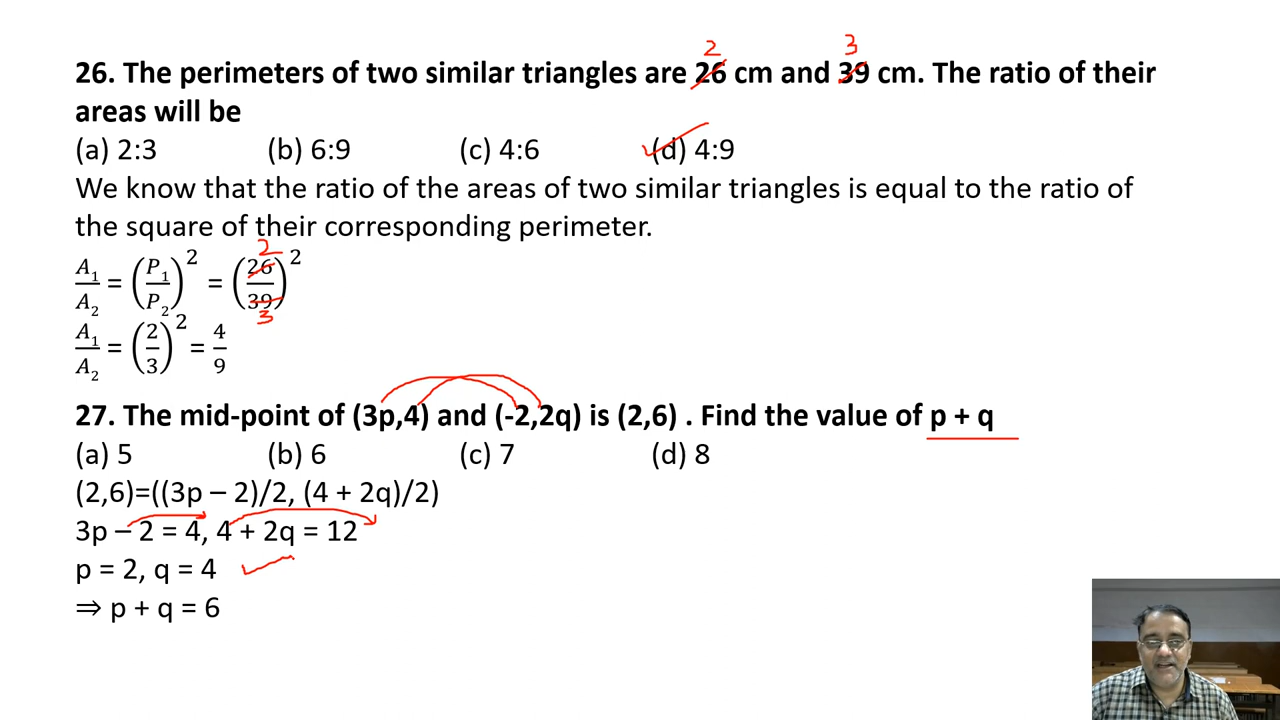 2 3
26. The perimeters of two similar triangles are 26 cm and 39 cm. The ratio of their
areas will be
(a) 2:3 (b) 6:9 (c) 4:6 (d) 4:9
We know that the ratio of the areas of two similar triangles is equal to the ratio of
the square of their corresponding perimeter.
2
A₁/A₂ = (P₁/P₂)² = (26/39)²
3
A₁/A₂ = (2/3)² = 4/9
27. The mid-point of (3p,4) and (-2,2q) is (2,6) . Find the value of p + q
(a) 5 (b) 6 (c) 7 (d) 8
(2,6)=((3p – 2)/2, (4 + 2q)/2)
3p – 2 = 4, 4 + 2q = 12
p = 2, q = 4
⇒ p + q = 6